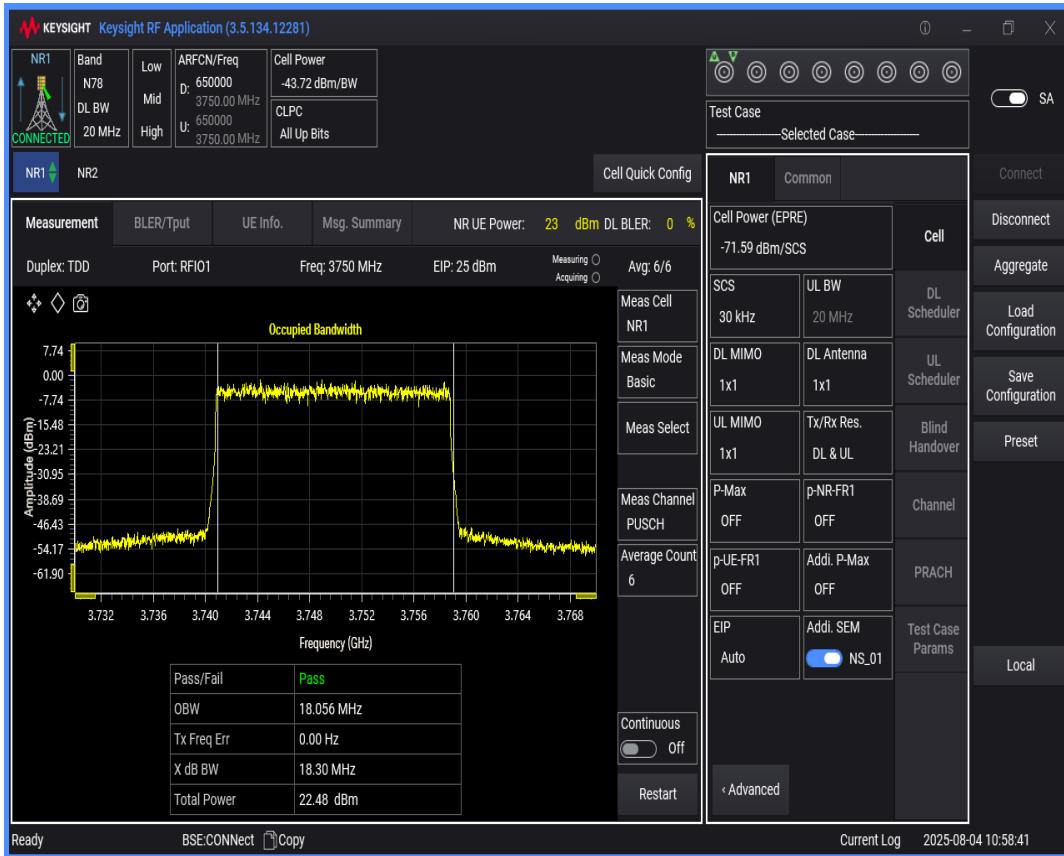 KEYSIGHT Keysight RF Application (3.5.134.12281)
NR1
CONNECTED
Band
N78
DL BW
20 MHz
Low
Mid
High
ARFCN/Freq
D: 650000
3750.00 MHz
U: 650000
3750.00 MHz
Cell Power
-43.72 dBm/BW
CLPC
All Up Bits
Test Case
Selected Case
SA
NR1
NR2
Cell Quick Config
Measurement
BLER/Tput
UE Info.
Msg. Summary
NR UE Power: 23 dBm DL BLER: 0 %
Duplex: TDD
Port: RFIO1
Freq: 3750 MHz
EIP: 25 dBm
Measuring
Acquiring
Avg: 6/6
Occupied Bandwidth
Amplitude (dBm)
7.74
0.00
-7.74
-15.48
-23.21
-30.95
-38.69
-46.43
-54.17
-61.90
3.732 3.736 3.740 3.744 3.748 3.752 3.756 3.760 3.764 3.768
Frequency (GHz)
Pass/Fail Pass
OBW 18.056 MHz
Tx Freq Err 0.00 Hz
X dB BW 18.30 MHz
Total Power 22.48 dBm
Meas Cell
NR1
Meas Mode
Basic
Meas Select
Meas Channel
PUSCH
Average Count
6
Continuous
Off
Restart
NR1
Common
Cell Power (EPRE)
-71.59 dBm/SCS
SCS
30 kHz
UL BW
20 MHz
DL MIMO
1x1
DL Antenna
1x1
UL MIMO
1x1
Tx/Rx Res.
DL & UL
P-Max
OFF
p-NR-FR1
OFF
p-UE-FR1
OFF
Addi. P-Max
OFF
EIP
Auto
Addi. SEM
NS_01
‹ Advanced
Cell
DL
Scheduler
UL
Scheduler
Blind
Handover
Channel
PRACH
Test Case
Params
Connect
Disconnect
Aggregate
Load
Configuration
Save
Configuration
Preset
Local
Ready
BSE:CONNect
Copy
Current Log
2025-08-04 10:58:41